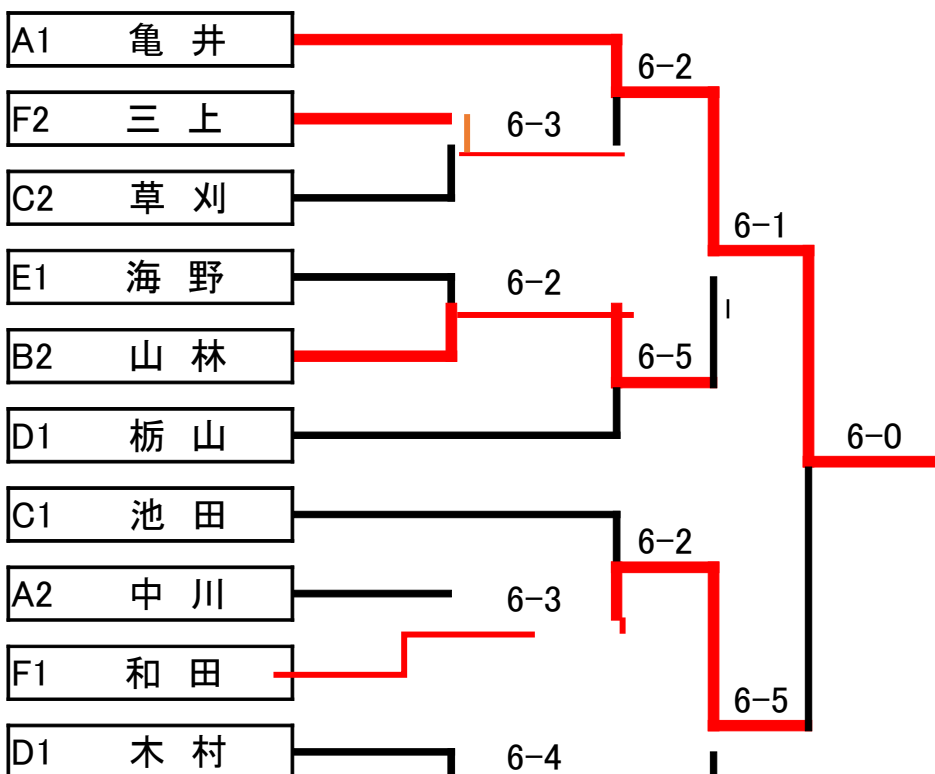 A1 亀 井
6-2
F2 三 上
6-3
C2 草 刈
6-1
E1 海 野
6-2
B2 山 林
6-5
D1 栃 山
6-0
C1 池 田
6-2
A2 中 川
6-3
F1 和 田
6-5
D1 木 村
6-4